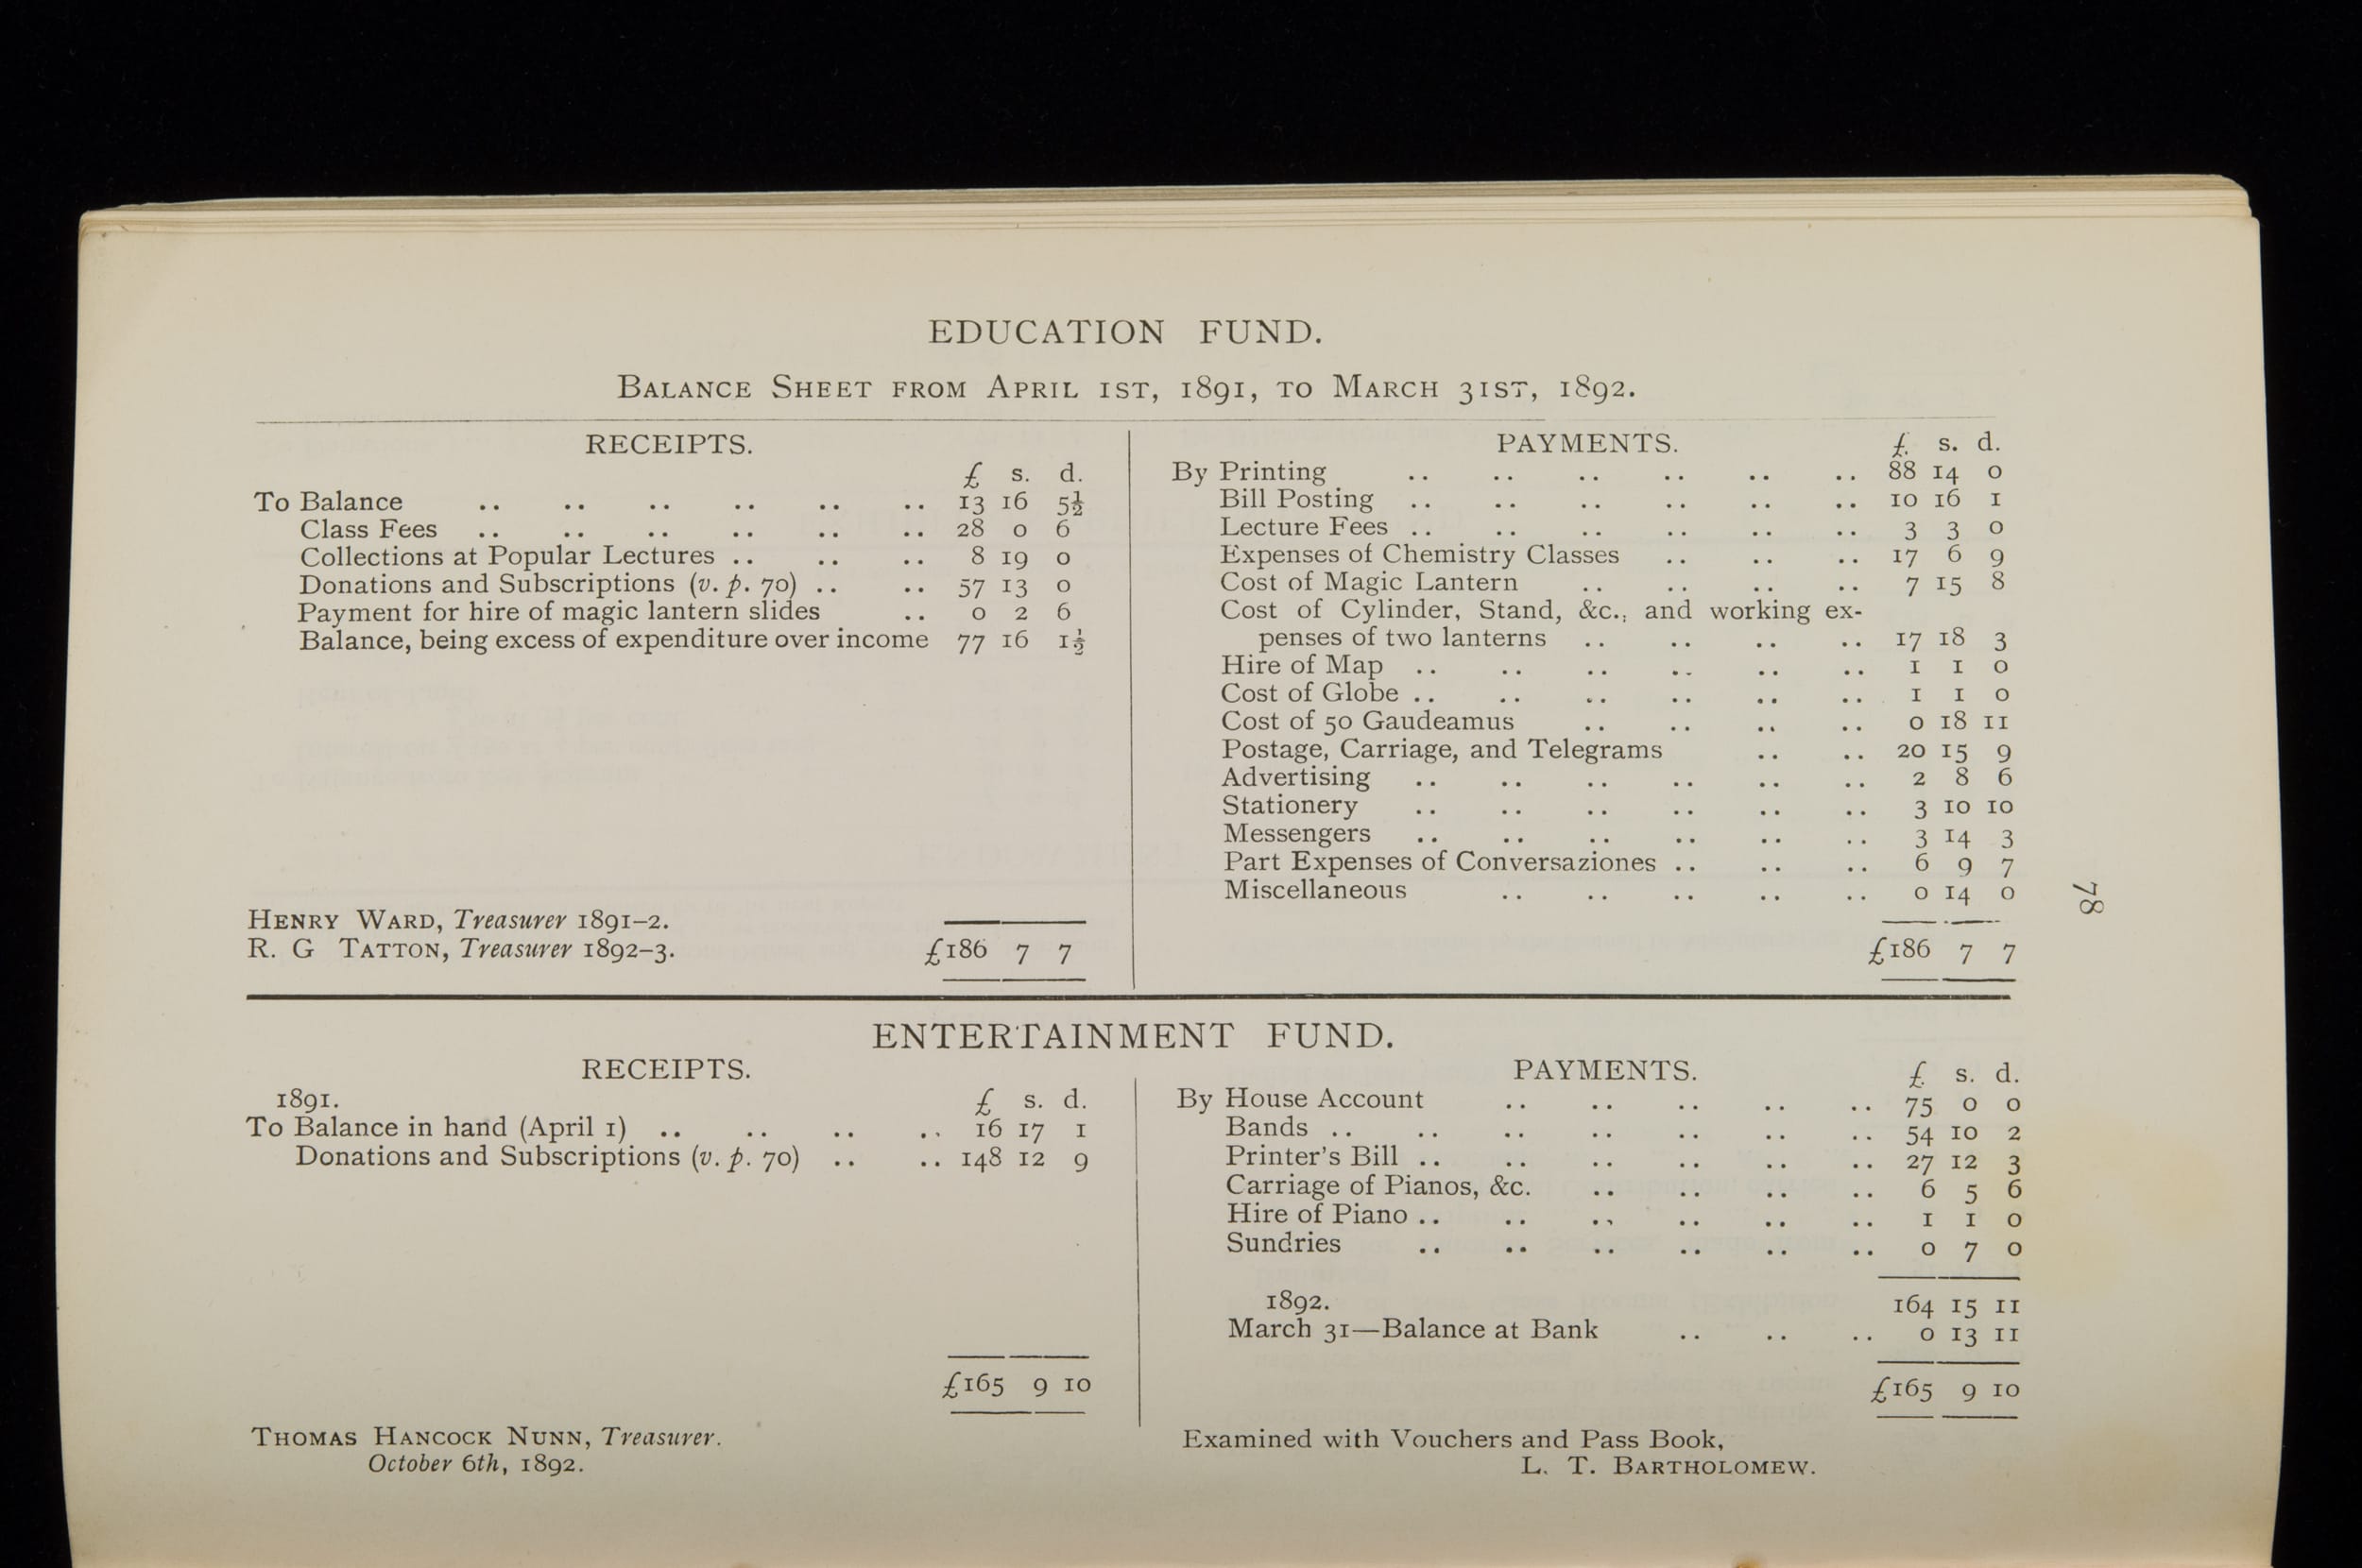 EDUCATION FUND.
BALANCE SHEET FROM APRIL 1ST, 1891, TO MARCH 31ST, 1892.
RECEIPTS.
£ s. d.
To Balance .. .. .. .. .. .. 13 16 5½
Class Fees .. .. .. .. .. .. 28 0 6
Collections at Popular Lectures .. .. .. 8 19 0
Donations and Subscriptions (v. p. 70) .. .. 57 13 0
Payment for hire of magic lantern slides .. 0 2 6
Balance, being excess of expenditure over income 77 16 1½
HENRY WARD, Treasurer 1891–2.
R. G TATTON, Treasurer 1892–3.
£186 7 7
PAYMENTS. £ s. d.
By Printing .. .. .. .. .. .. 88 14 0
Bill Posting .. .. .. .. .. .. 10 16 1
Lecture Fees .. .. .. .. .. .. 3 3 0
Expenses of Chemistry Classes .. .. .. 17 6 9
Cost of Magic Lantern .. .. .. .. 7 15 8
Cost of Cylinder, Stand, &c., and working ex-
penses of two lanterns .. .. .. .. 17 18 3
Hire of Map .. .. .. .. .. .. 1 1 0
Cost of Globe .. .. .. .. .. .. 1 1 0
Cost of 50 Gaudeamus .. .. .. .. 0 18 11
Postage, Carriage, and Telegrams .. .. 20 15 9
Advertising .. .. .. .. .. .. 2 8 6
Stationery .. .. .. .. .. .. 3 10 10
Messengers .. .. .. .. .. .. 3 14 3
Part Expenses of Conversaziones .. .. .. 6 9 7
Miscellaneous .. .. .. .. .. 0 14 0
£186 7 7
78
ENTERTAINMENT FUND.
RECEIPTS.
1891. £ s. d.
To Balance in hand (April 1) .. .. .. .. 16 17 1
Donations and Subscriptions (v. p. 70) .. .. 148 12 9
£165 9 10
THOMAS HANCOCK NUNN, Treasurer.
October 6th, 1892.
PAYMENTS. £ s. d.
By House Account .. .. .. .. .. 75 0 0
Bands .. .. .. .. .. .. .. 54 10 2
Printer's Bill .. .. .. .. .. .. 27 12 3
Carriage of Pianos, &c. .. .. .. .. 6 5 6
Hire of Piano .. .. .. .. .. .. 1 1 0
Sundries .. .. .. .. .. .. 0 7 0
1892. 164 15 11
March 31—Balance at Bank .. .. .. 0 13 11
£165 9 10
Examined with Vouchers and Pass Book,
L. T. BARTHOLOMEW.